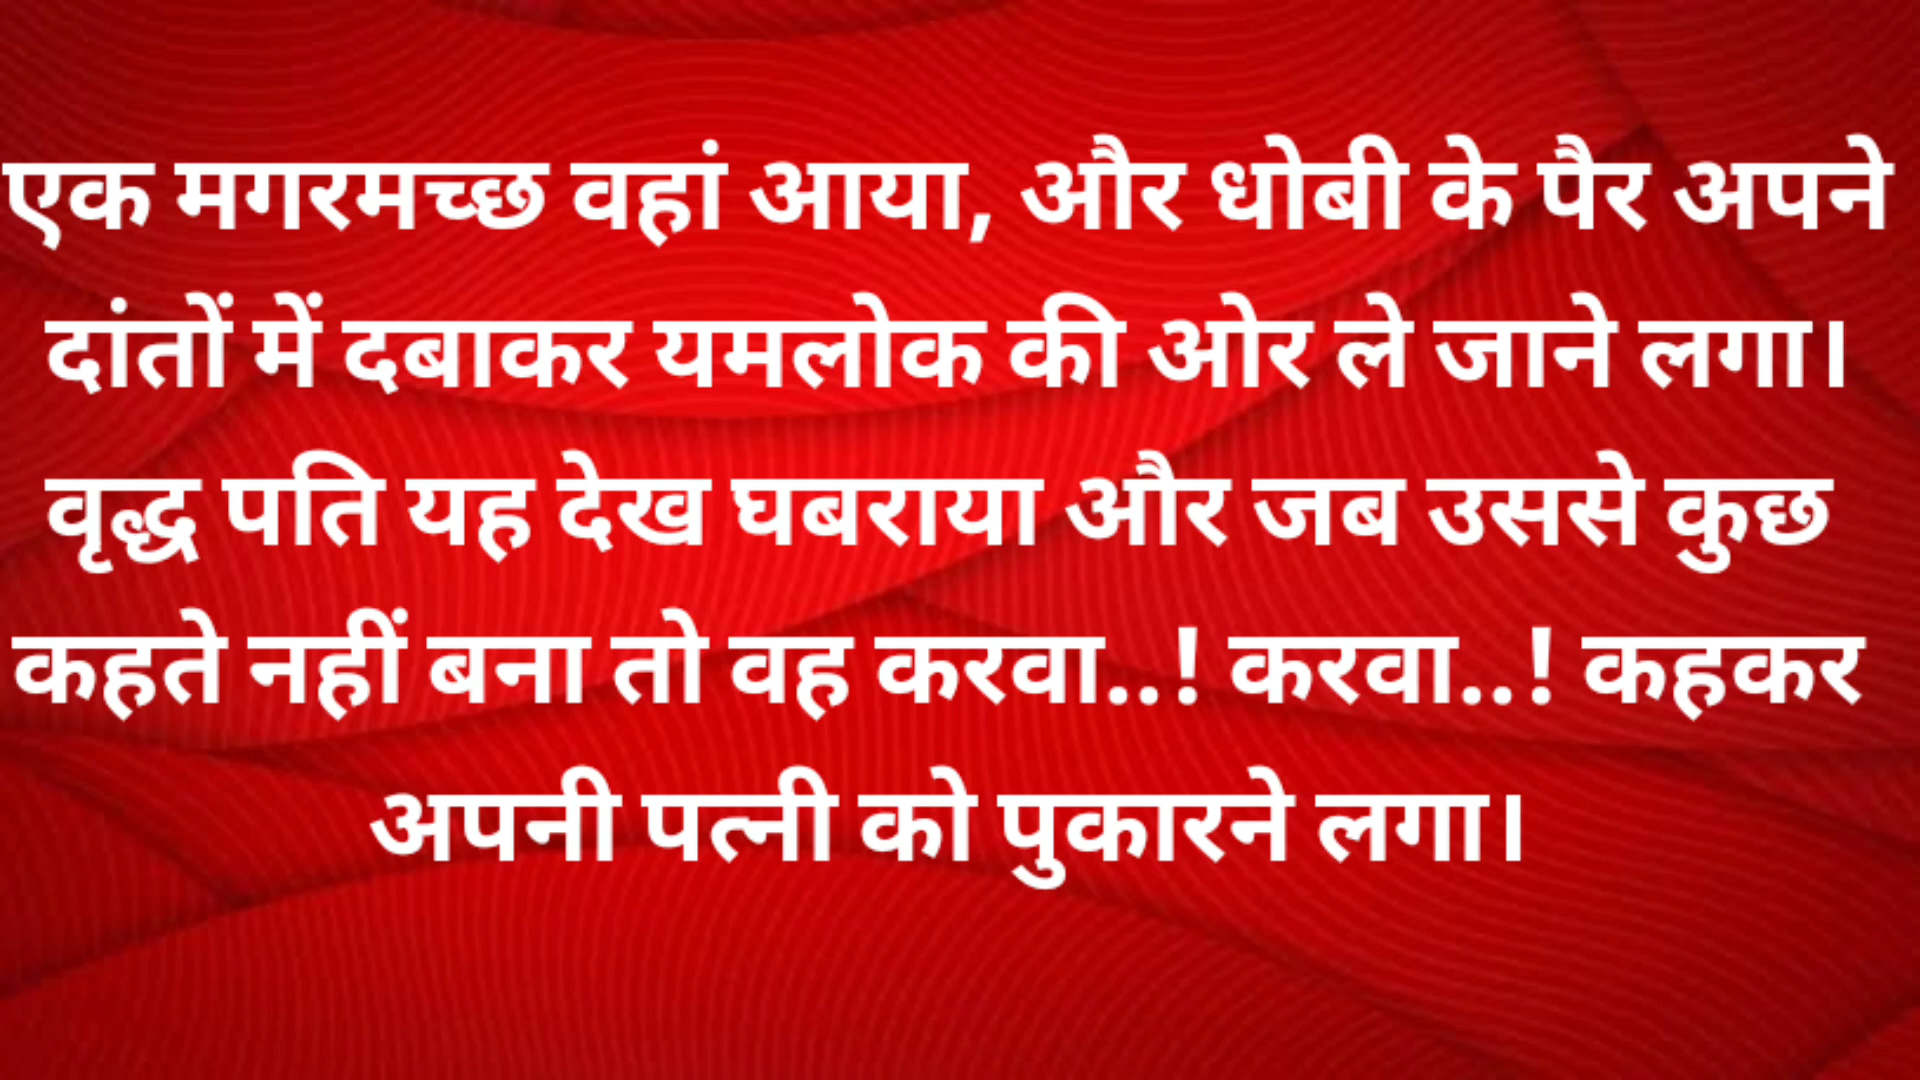 एक मगरमच्छ वहां आया, और धोबी के पैर अपने
दांतों में दबाकर यमलोक की ओर ले जाने लगा।
वृद्ध पति यह देख घबराया और जब उससे कुछ
कहते नहीं बना तो वह करवा..! करवा..! कहकर
अपनी पत्नी को पुकारने लगा।